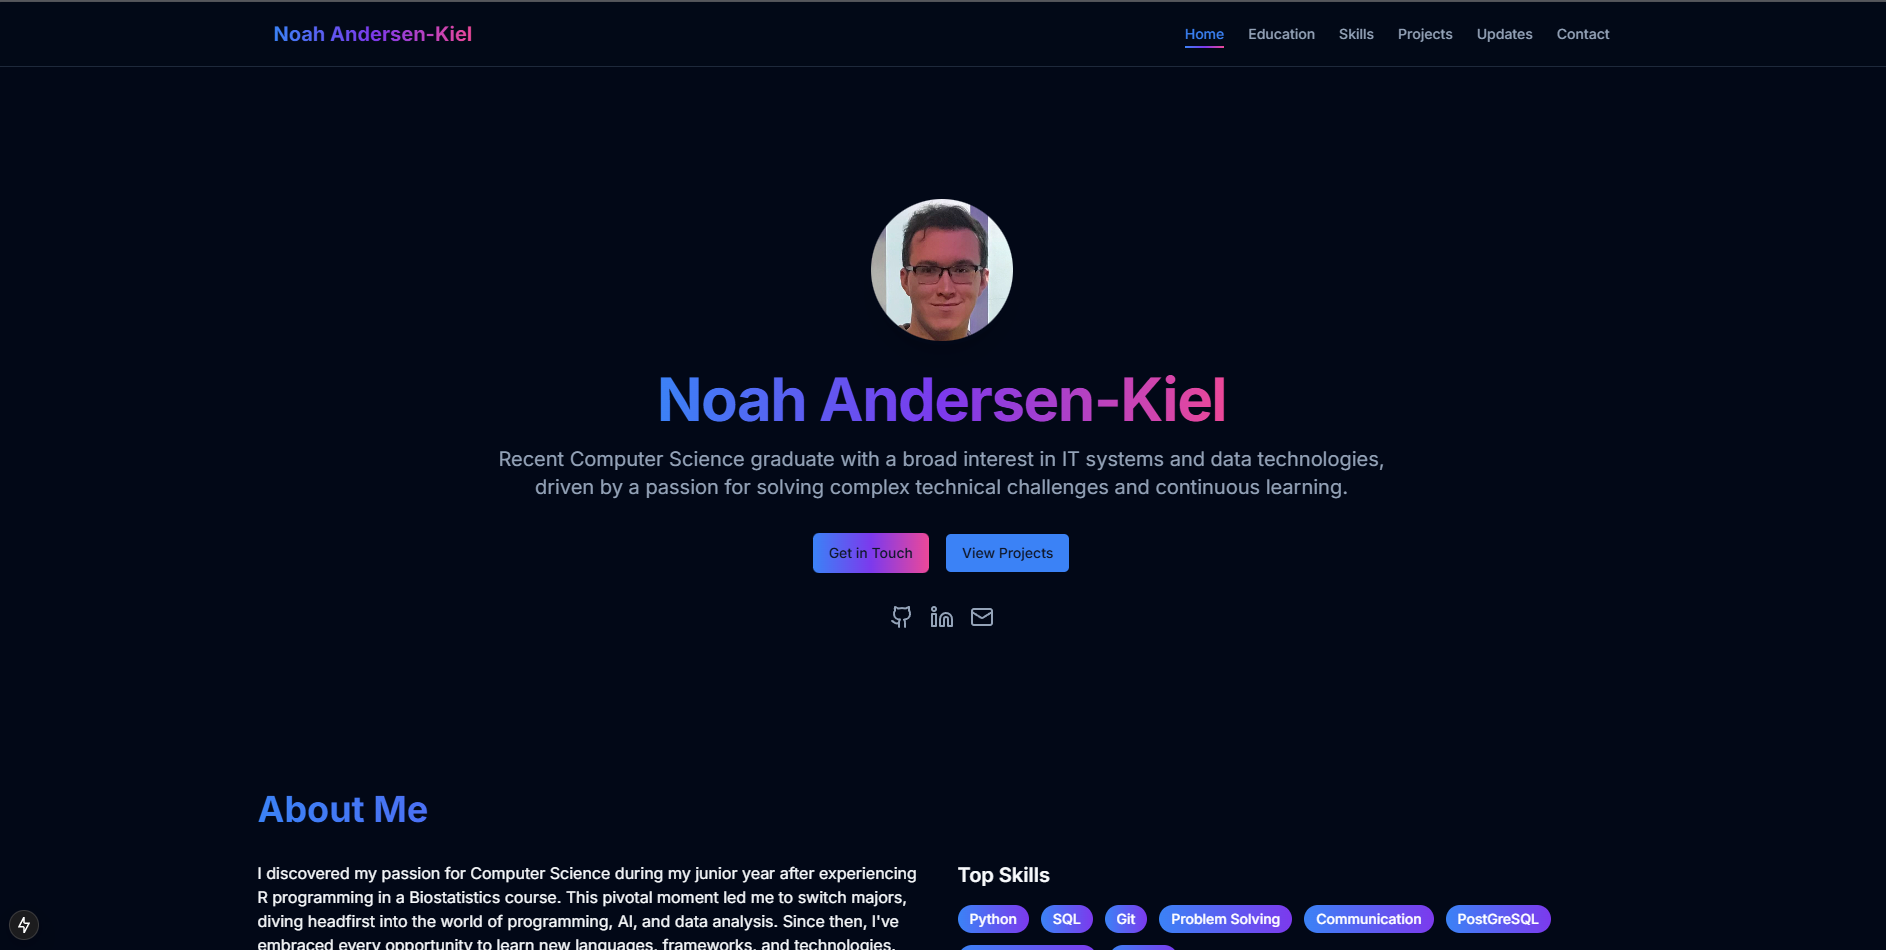 Noah Andersen-Kiel
Home Education Skills Projects Updates Contact
Noah Andersen-Kiel
Recent Computer Science graduate with a broad interest in IT systems and data technologies,
driven by a passion for solving complex technical challenges and continuous learning.
Get in Touch View Projects
About Me
I discovered my passion for Computer Science during my junior year after experiencing
R programming in a Biostatistics course. This pivotal moment led me to switch majors,
diving headfirst into the world of programming, AI, and data analysis. Since then, I've
embraced every opportunity to learn new languages, frameworks, and technologies.
Top Skills
Python SQL Git Problem Solving Communication PostGreSQL